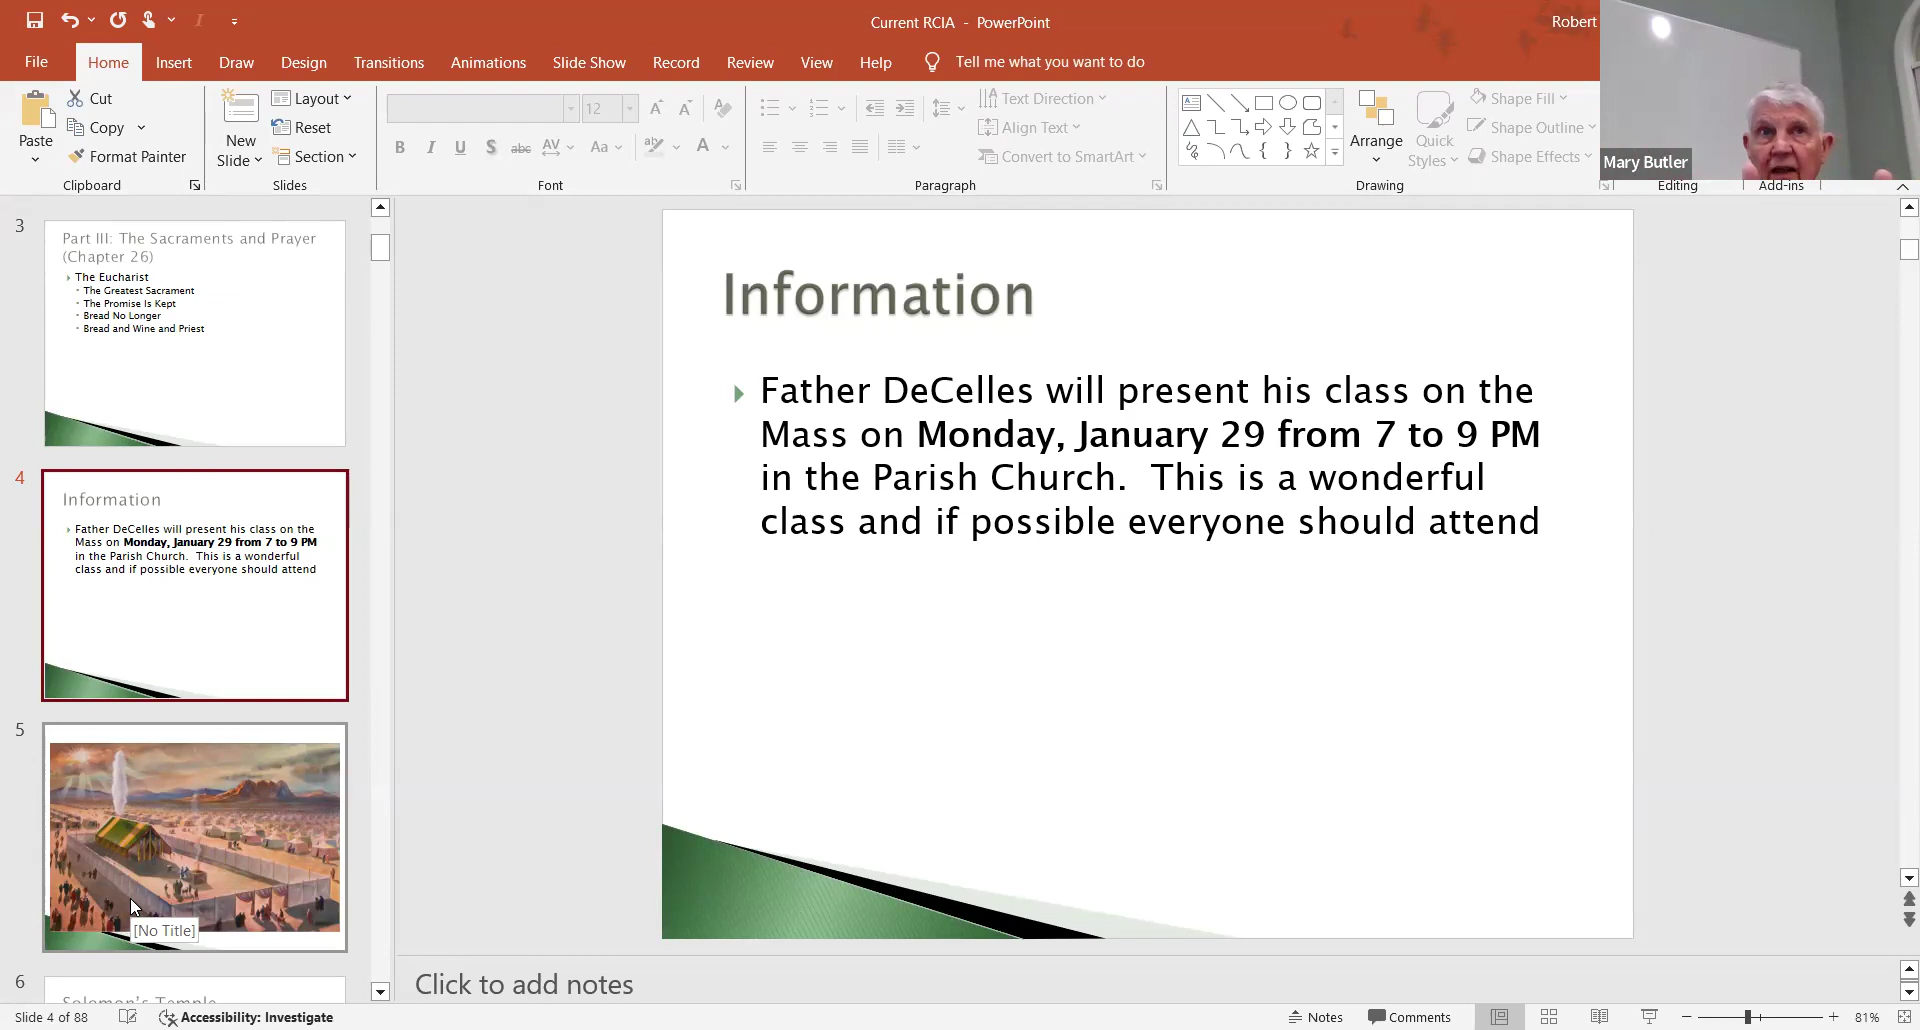 Current RCIA - PowerPoint
Robert
File
Home
Insert
Draw
Design
Transitions
Animations
Slide Show
Record
Review
View
Help
Tell me what you want to do
Paste
Cut
Copy
Format Painter
Clipboard
New
Slide
Layout
Reset
Section
Slides
12
B I U S abc AV Aa A
Font
Text Direction
Align Text
Convert to SmartArt
Paragraph
Arrange
Quick
Styles
Shape Fill
Shape Outline
Shape Effects
Drawing
Mary Butler
Editing
Add-ins
3
Part III: The Sacraments and Prayer
(Chapter 26)
The Eucharist
The Greatest Sacrament
The Promise Is Kept
Bread No Longer
Bread and Wine and Priest
4
Information
Father DeCelles will present his class on the
Mass on Monday, January 29 from 7 to 9 PM
in the Parish Church. This is a wonderful
class and if possible everyone should attend
5
[No Title]
6
Solomon's Temple
Information
Father DeCelles will present his class on the
Mass on Monday, January 29 from 7 to 9 PM
in the Parish Church. This is a wonderful
class and if possible everyone should attend
Click to add notes
Slide 4 of 88
Accessibility: Investigate
Notes
Comments
81%